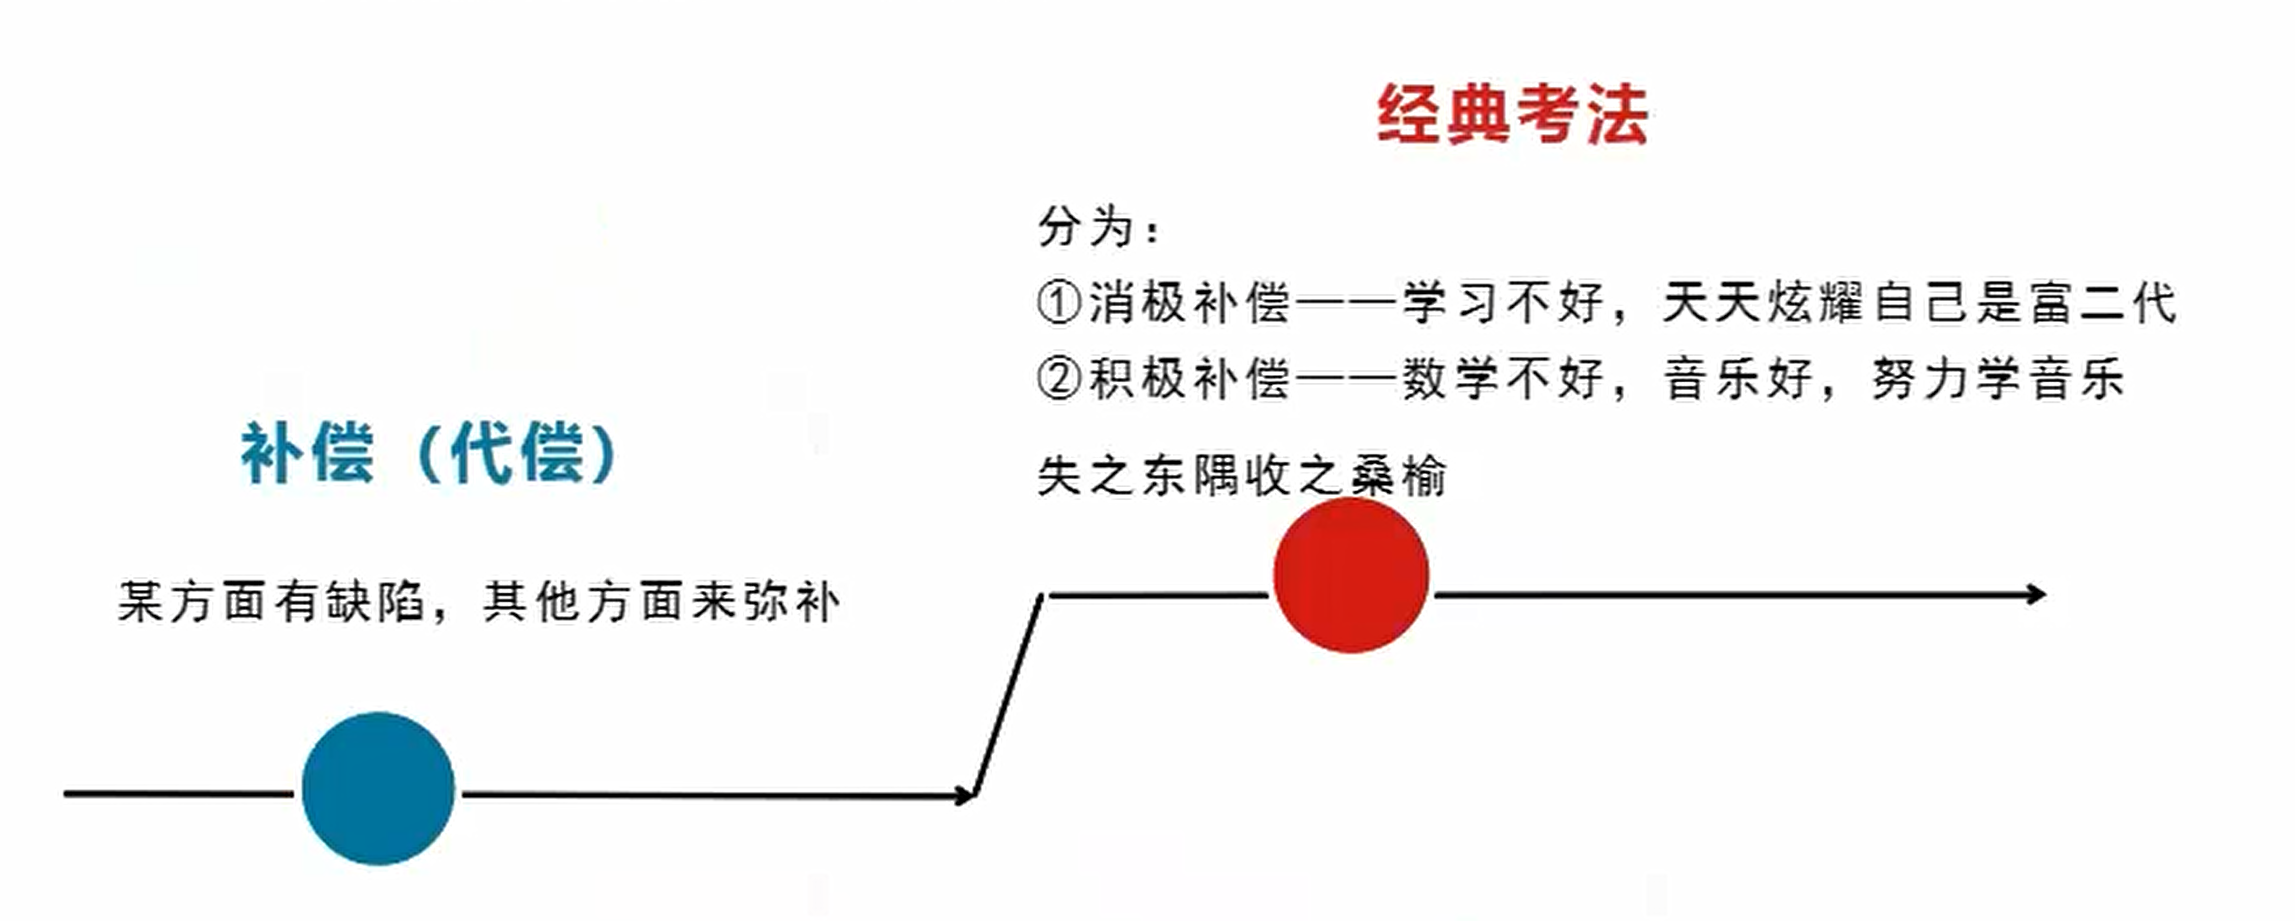 经典考法
分为：
①消极补偿——学习不好，天天炫耀自己是富二代
②积极补偿——数学不好，音乐好，努力学音乐
失之东隅收之桑榆
补偿（代偿）
某方面有缺陷，其他方面来弥补